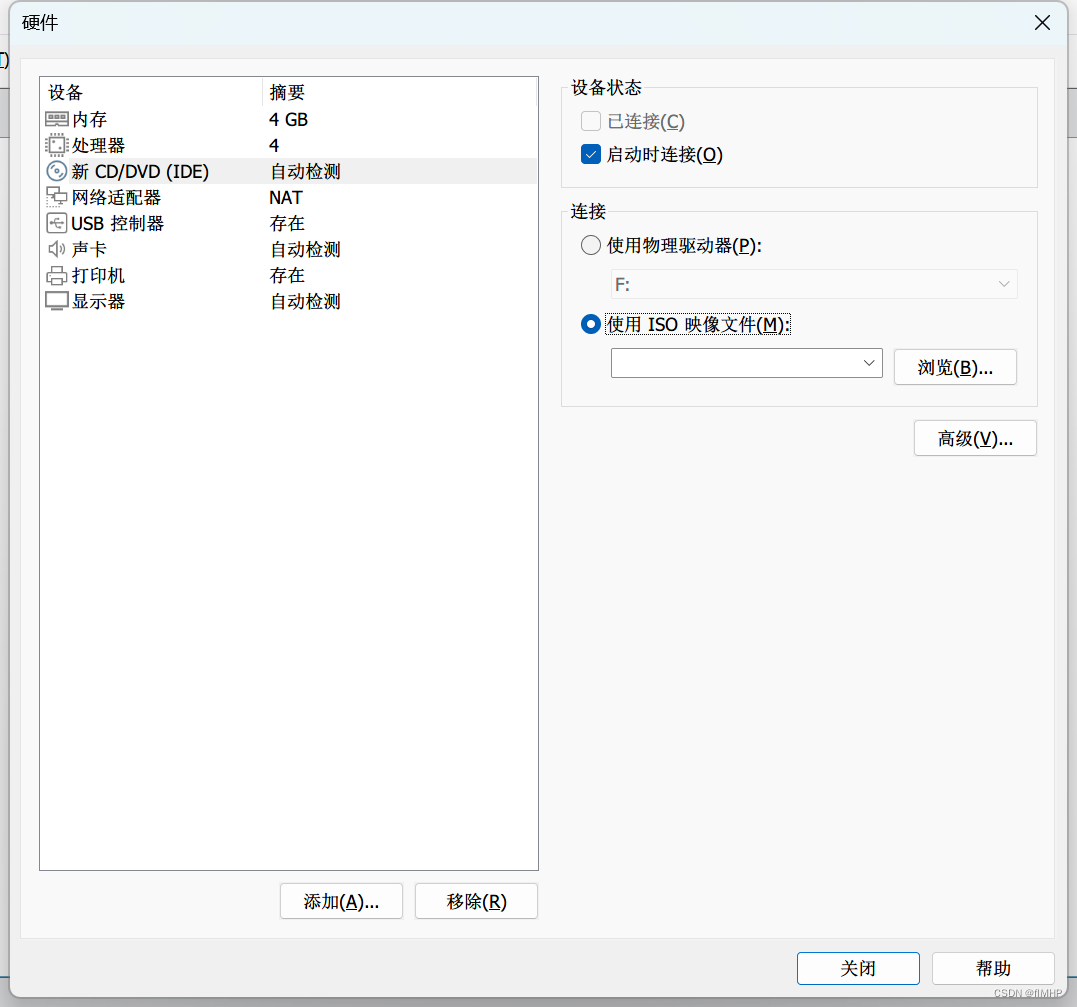 硬件
T)
设备 摘要
内存 4 GB
处理器 4
新 CD/DVD (IDE) 自动检测
网络适配器 NAT
USB 控制器 存在
声卡 自动检测
打印机 存在
显示器 自动检测
添加(A)... 移除(R)
设备状态
已连接(C)
启动时连接(O)
连接
使用物理驱动器(P):
F:
使用 ISO 映像文件(M):
浏览(B)...
高级(V)...
关闭 帮助
CSDN @flMHP